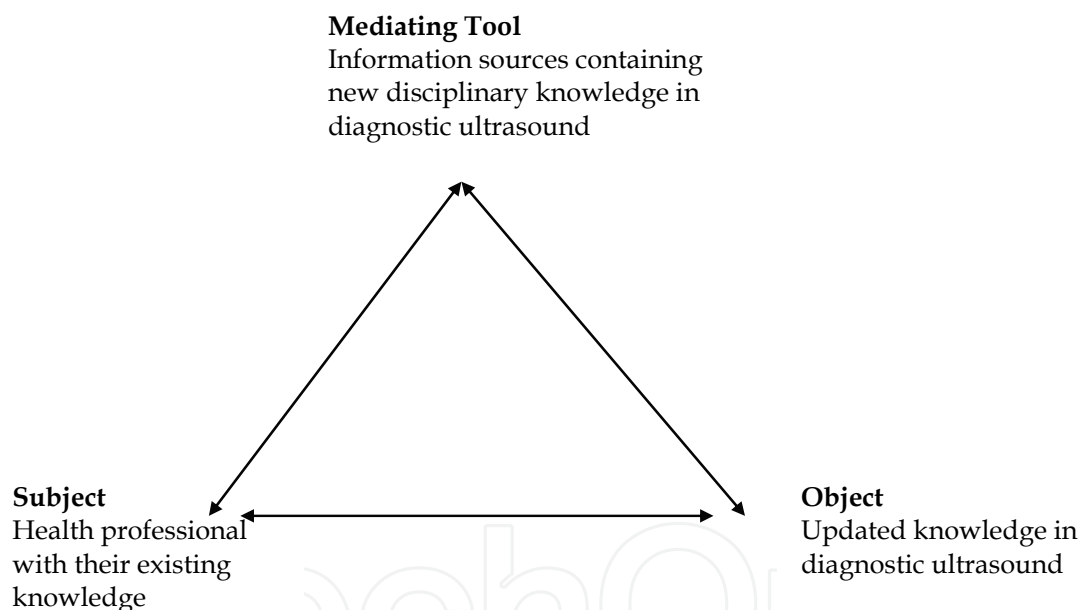 Mediating Tool
Information sources containing
new disciplinary knowledge in
diagnostic ultrasound
Subject
Health professional
with their existing
knowledge
Object
Updated knowledge in
diagnostic ultrasound